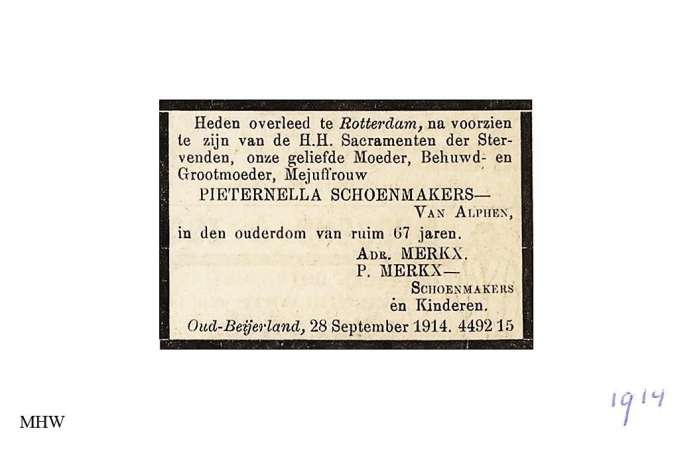 Heden overleed te Rotterdam, na voorzien
te zijn van de H.H. Sacramenten der Ster-
venden, onze geliefde Moeder, Behuwd- en
Grootmoeder, Mejuffrouw
PIETERNELLA SCHOENMAKERS—
VAN ALPHEN,
in den ouderdom van ruim 67 jaren.
ADR. MERKX.
P. MERKX—
SCHOENMAKERS
en Kinderen.
Oud-Beijerland, 28 September 1914. 4492 15
1914
MHW